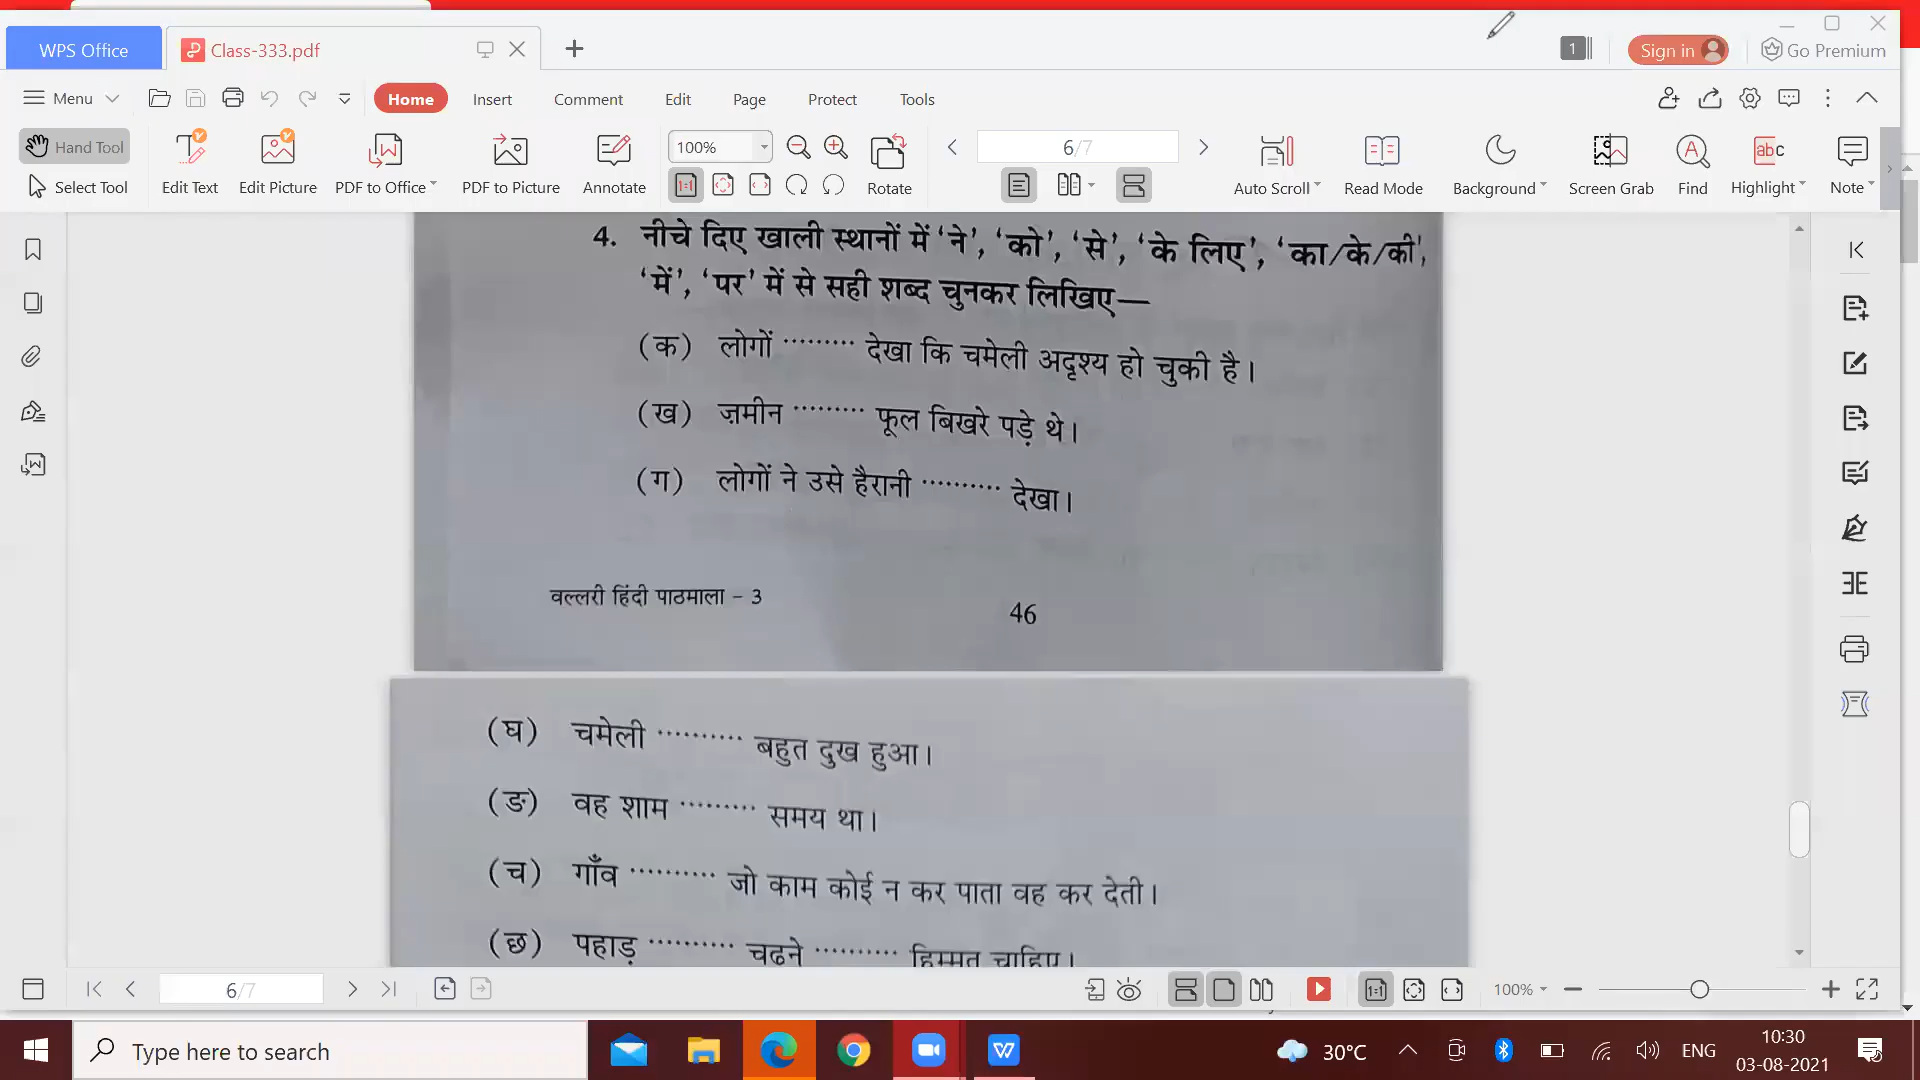 WPS Office
Class-333.pdf
1
Sign in
Go Premium
Menu
Home
Insert
Comment
Edit
Page
Protect
Tools
Hand Tool
Select Tool
Edit Text
Edit Picture
PDF to Office
PDF to Picture
Annotate
100%
Rotate
6/7
Auto Scroll
Read Mode
Background
Screen Grab
Find
Highlight
Note
4. नीचे दिए खाली स्थानों में ‘ने’, ‘को’, ‘से’, ‘के लिए’, ‘का/के/की’,
‘में’, ‘पर’ में से सही शब्द चुनकर लिखिए—
(क) लोगों ········· देखा कि चमेली अदृश्य हो चुकी है।
(ख) ज़मीन ········· फूल बिखरे पड़े थे।
(ग) लोगों ने उसे हैरानी ·········· देखा।
वल्लरी हिंदी पाठमाला – 3
46
(घ) चमेली ·········· बहुत दुख हुआ।
(ङ) वह शाम ········· समय था।
(च) गाँव ·········· जो काम कोई न कर पाता वह कर देती।
(छ) पहाड़ ·········· चढ़ने ·········· हिम्मत चाहिए।
6/7
100%
Type here to search
30°C
ENG
10:30
03-08-2021